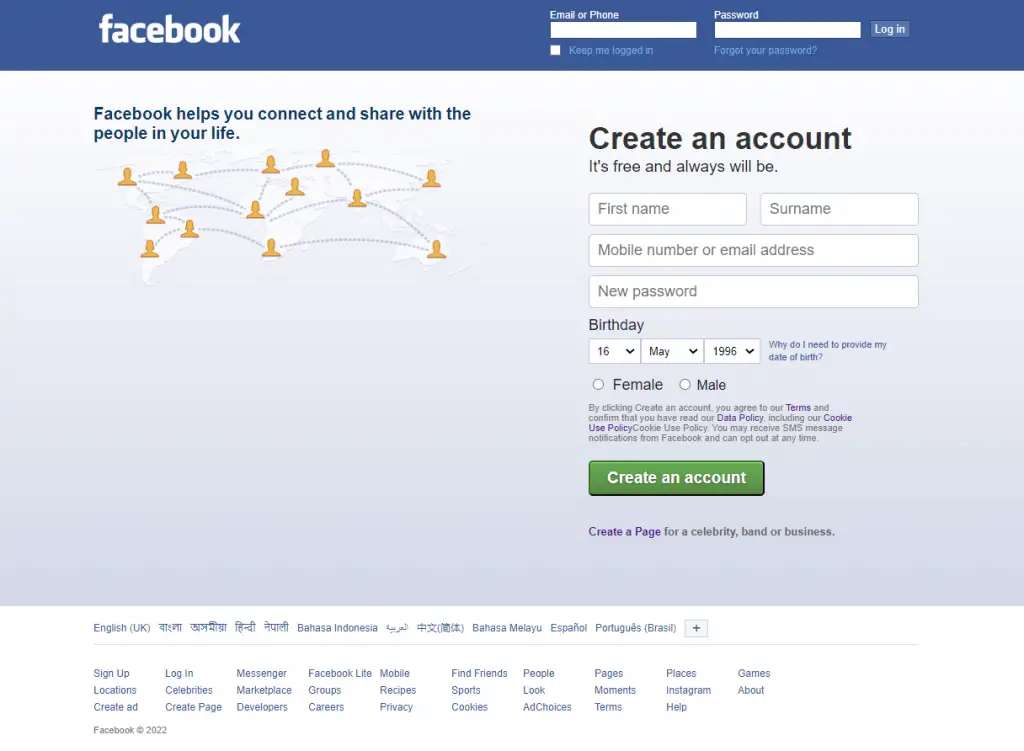 facebook
Email or Phone
Password
Log in
Keep me logged in
Forgot your password?
Facebook helps you connect and share with the
people in your life.
Create an account
It's free and always will be.
First name
Surname
Mobile number or email address
New password
Birthday
16 May 1996
Why do I need to provide my
date of birth?
Female Male
By clicking Create an account, you agree to our Terms and
confirm that you have read our Data Policy, including our Cookie
Use PolicyCookie Use Policy. You may receive SMS message
notifications from Facebook and can opt out at any time.
Create an account
Create a Page for a celebrity, band or business.
English (UK) বাংলা অসমীয়া हिन्दी नेपाली Bahasa Indonesia العربية 中文(简体) Bahasa Melayu Español Português (Brasil) +
Sign Up Log In Messenger Facebook Lite Mobile Find Friends People Pages Places Games
Locations Celebrities Marketplace Groups Recipes Sports Look Moments Instagram About
Create ad Create Page Developers Careers Privacy Cookies AdChoices Terms Help
Facebook © 2022